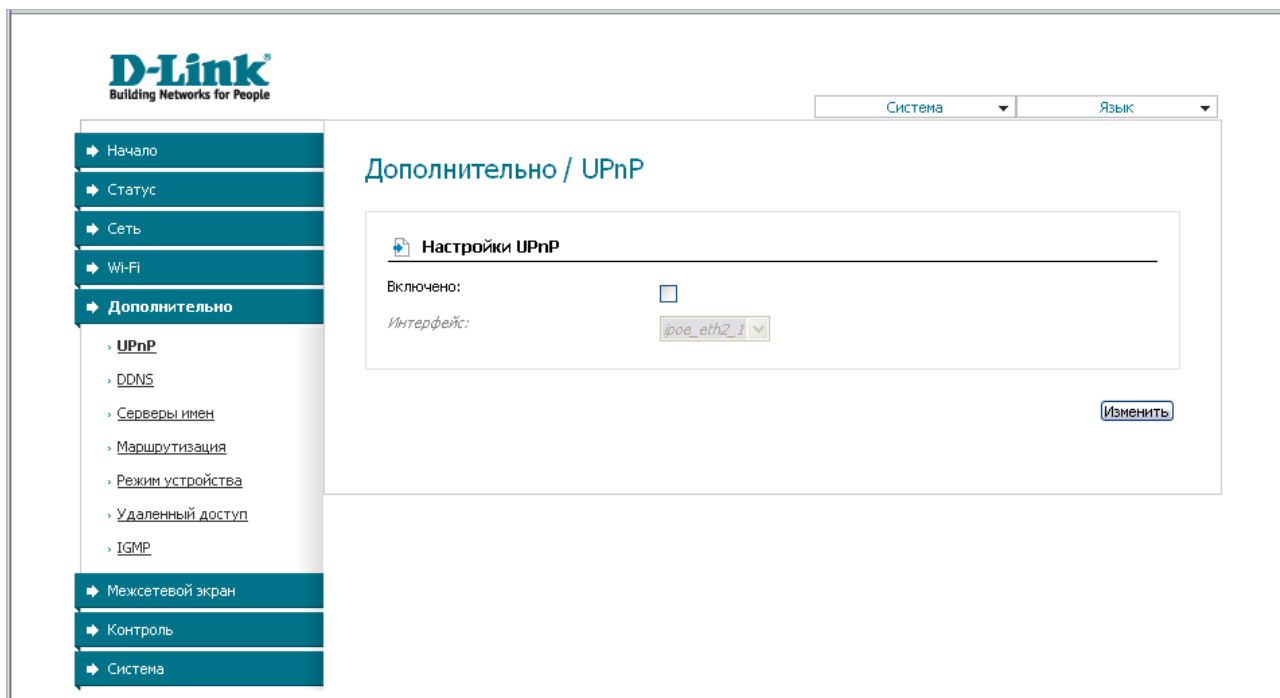 D-Link
Building Networks for People
Система
Язык
Начало
Статус
Сеть
Wi-Fi
Дополнительно
UPnP
DDNS
Серверы имен
Маршрутизация
Режим устройства
Удаленный доступ
IGMP
Межсетевой экран
Контроль
Система
Дополнительно / UPnP
Настройки UPnP
Включено:
Интерфейс:
ipoe_eth2_1
Изменить